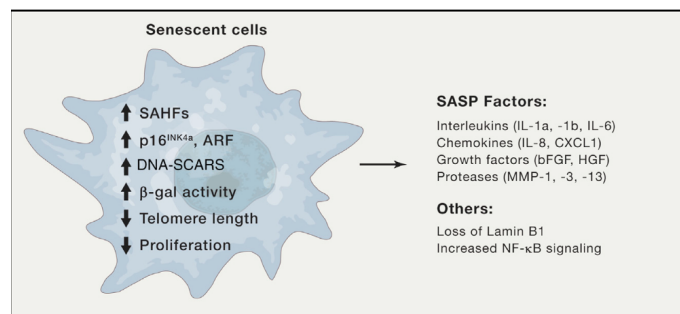 Senescent cells
SAHFs
p16INK4a, ARF
DNA-SCARS
β-gal activity
Telomere length
Proliferation
SASP Factors:
Interleukins (IL-1a, -1b, IL-6)
Chemokines (IL-8, CXCL1)
Growth factors (bFGF, HGF)
Proteases (MMP-1, -3, -13)
Others:
Loss of Lamin B1
Increased NF-κB signaling